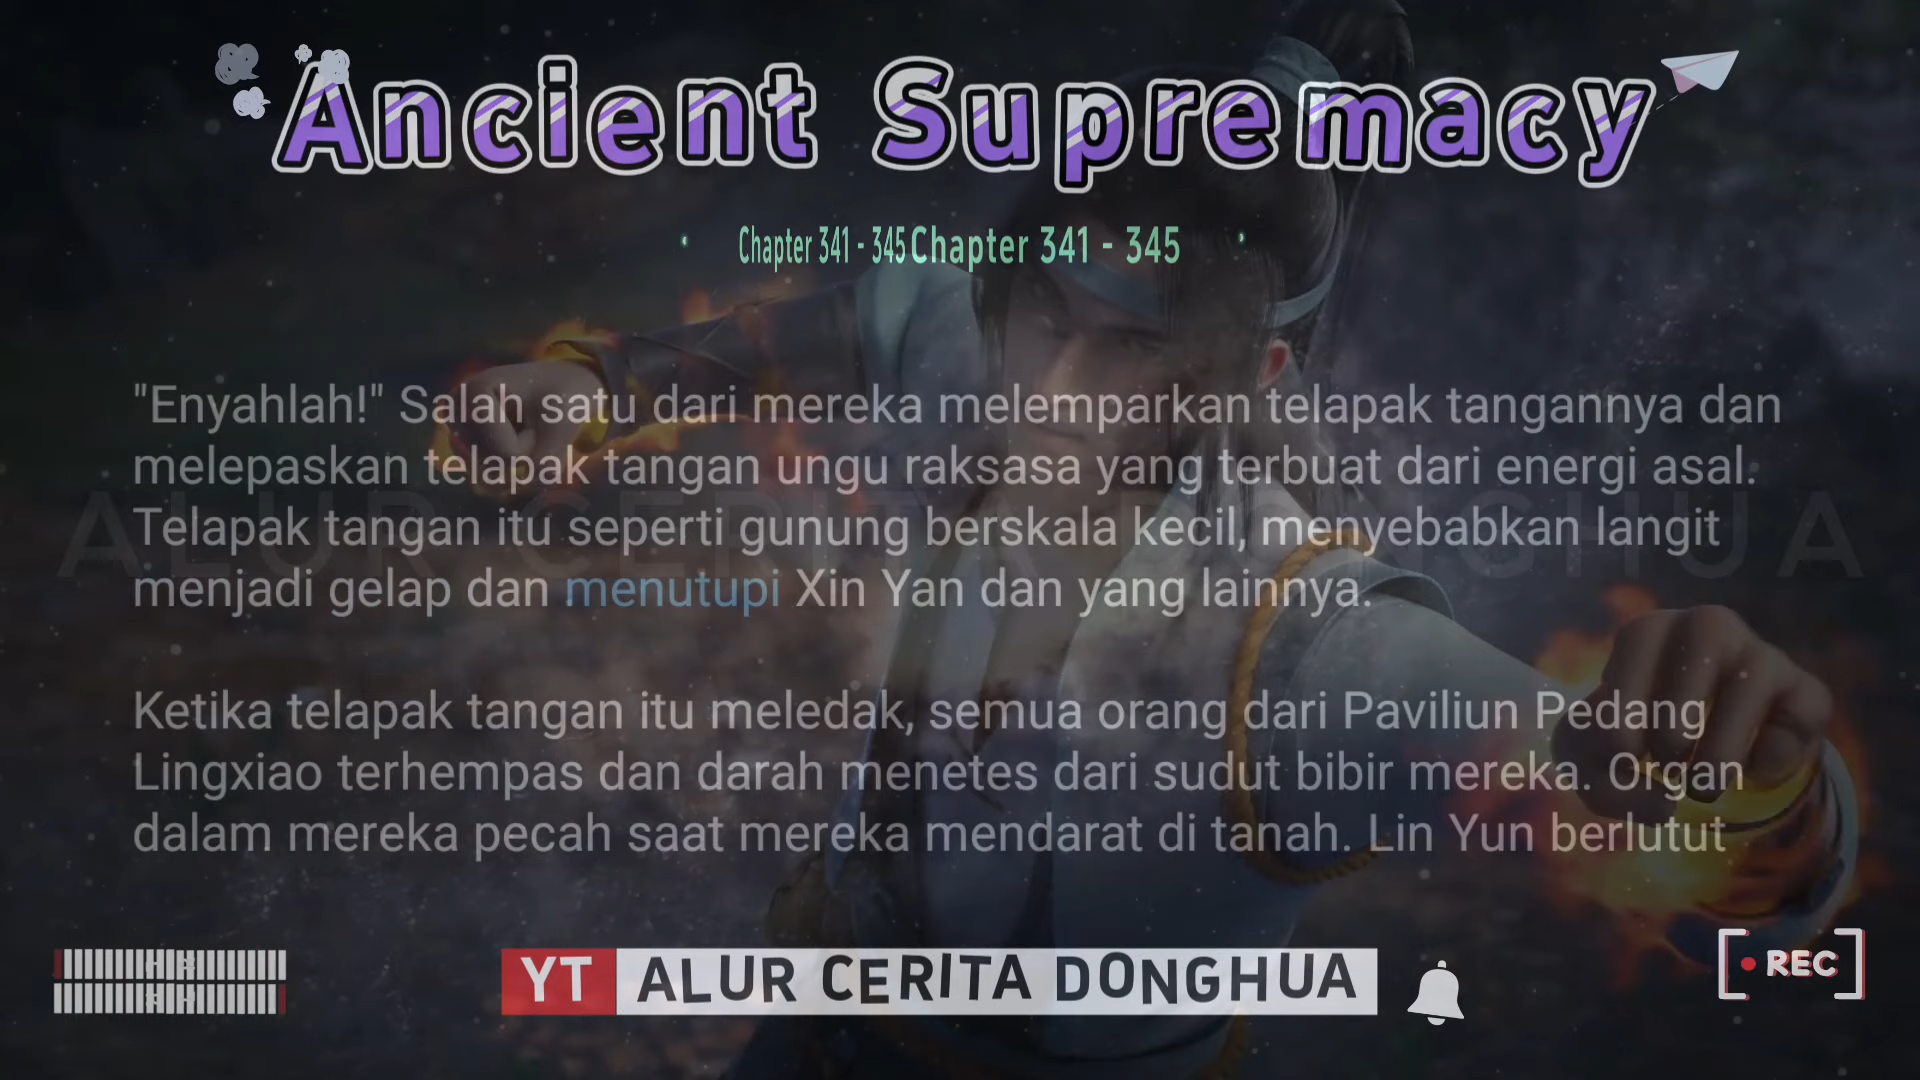 Ancient Supremacy
Chapter 341 - 345Chapter 341 - 345
"Enyahlah!" Salah satu dari mereka melemparkan telapak tangannya dan
melepaskan telapak tangan ungu raksasa yang terbuat dari energi asal.
Telapak tangan itu seperti gunung berskala kecil, menyebabkan langit
menjadi gelap dan menutupi Xin Yan dan yang lainnya.
ALUR CERITA DONGHUA
Ketika telapak tangan itu meledak, semua orang dari Paviliun Pedang
Lingxiao terhempas dan darah menetes dari sudut bibir mereka. Organ
dalam mereka pecah saat mereka mendarat di tanah. Lin Yun berlutut
YT ALUR CERITA DONGHUA
REC